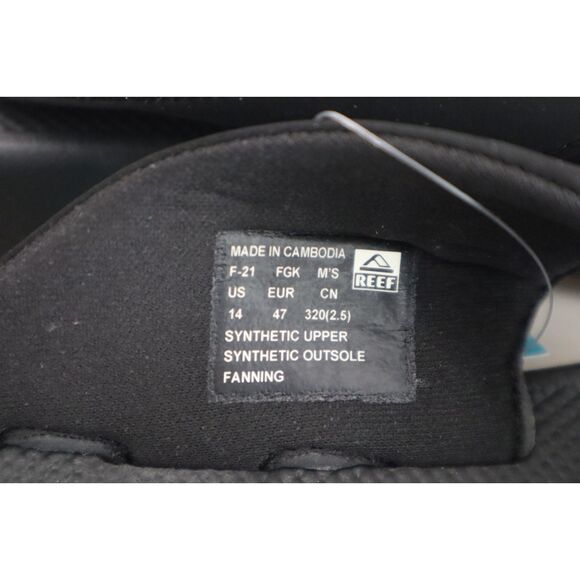 MADE IN CAMBODIA
F-21 FGK M'S
REEF
US EUR CN
14 47 320(2.5)
SYNTHETIC UPPER
SYNTHETIC OUTSOLE
FANNING